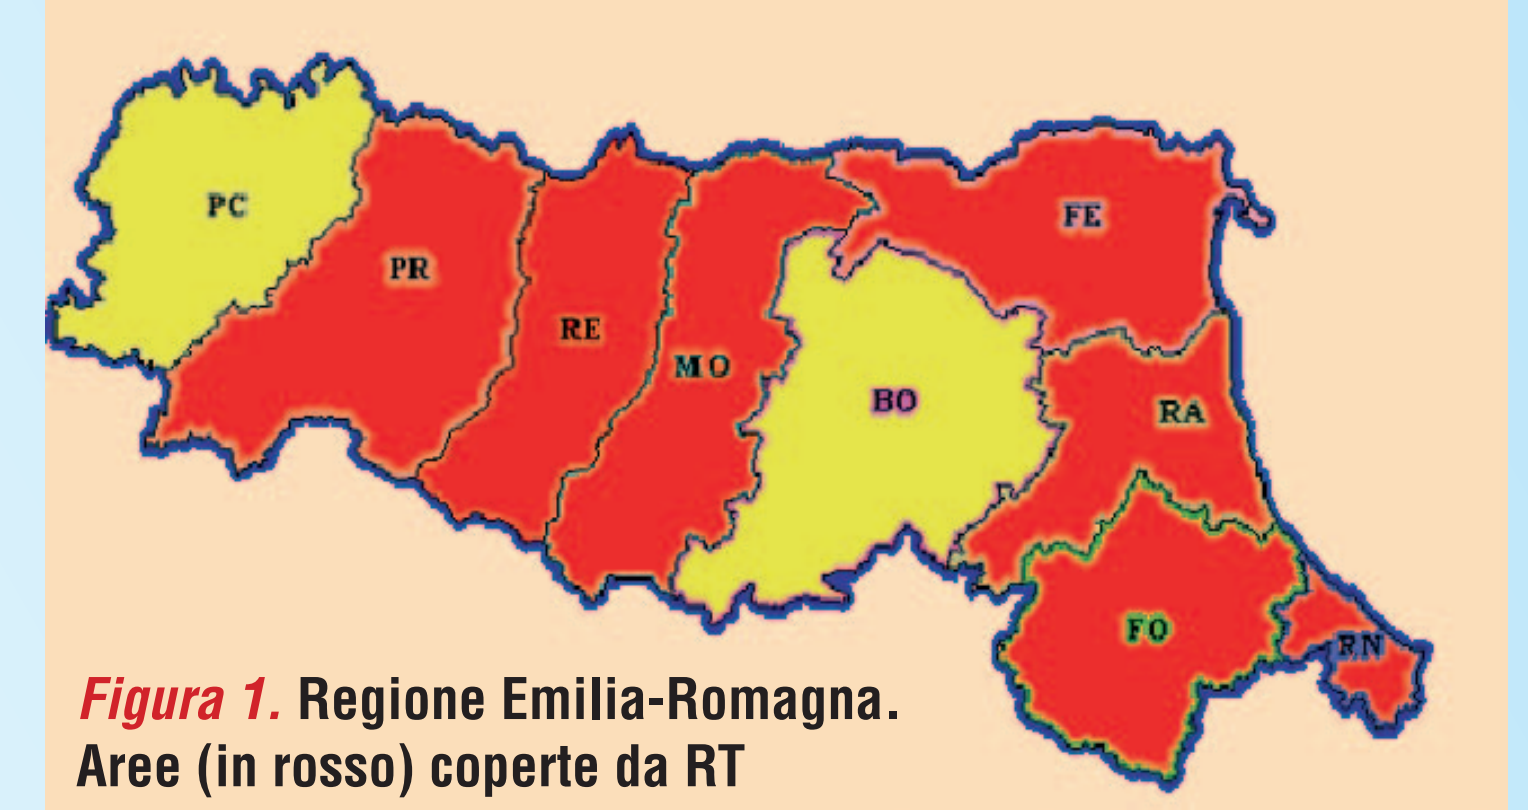 PC
PR
RE
MO
BO
FE
RA
FO
RN
Figura 1. Regione Emilia-Romagna.
Aree (in rosso) coperte da RT